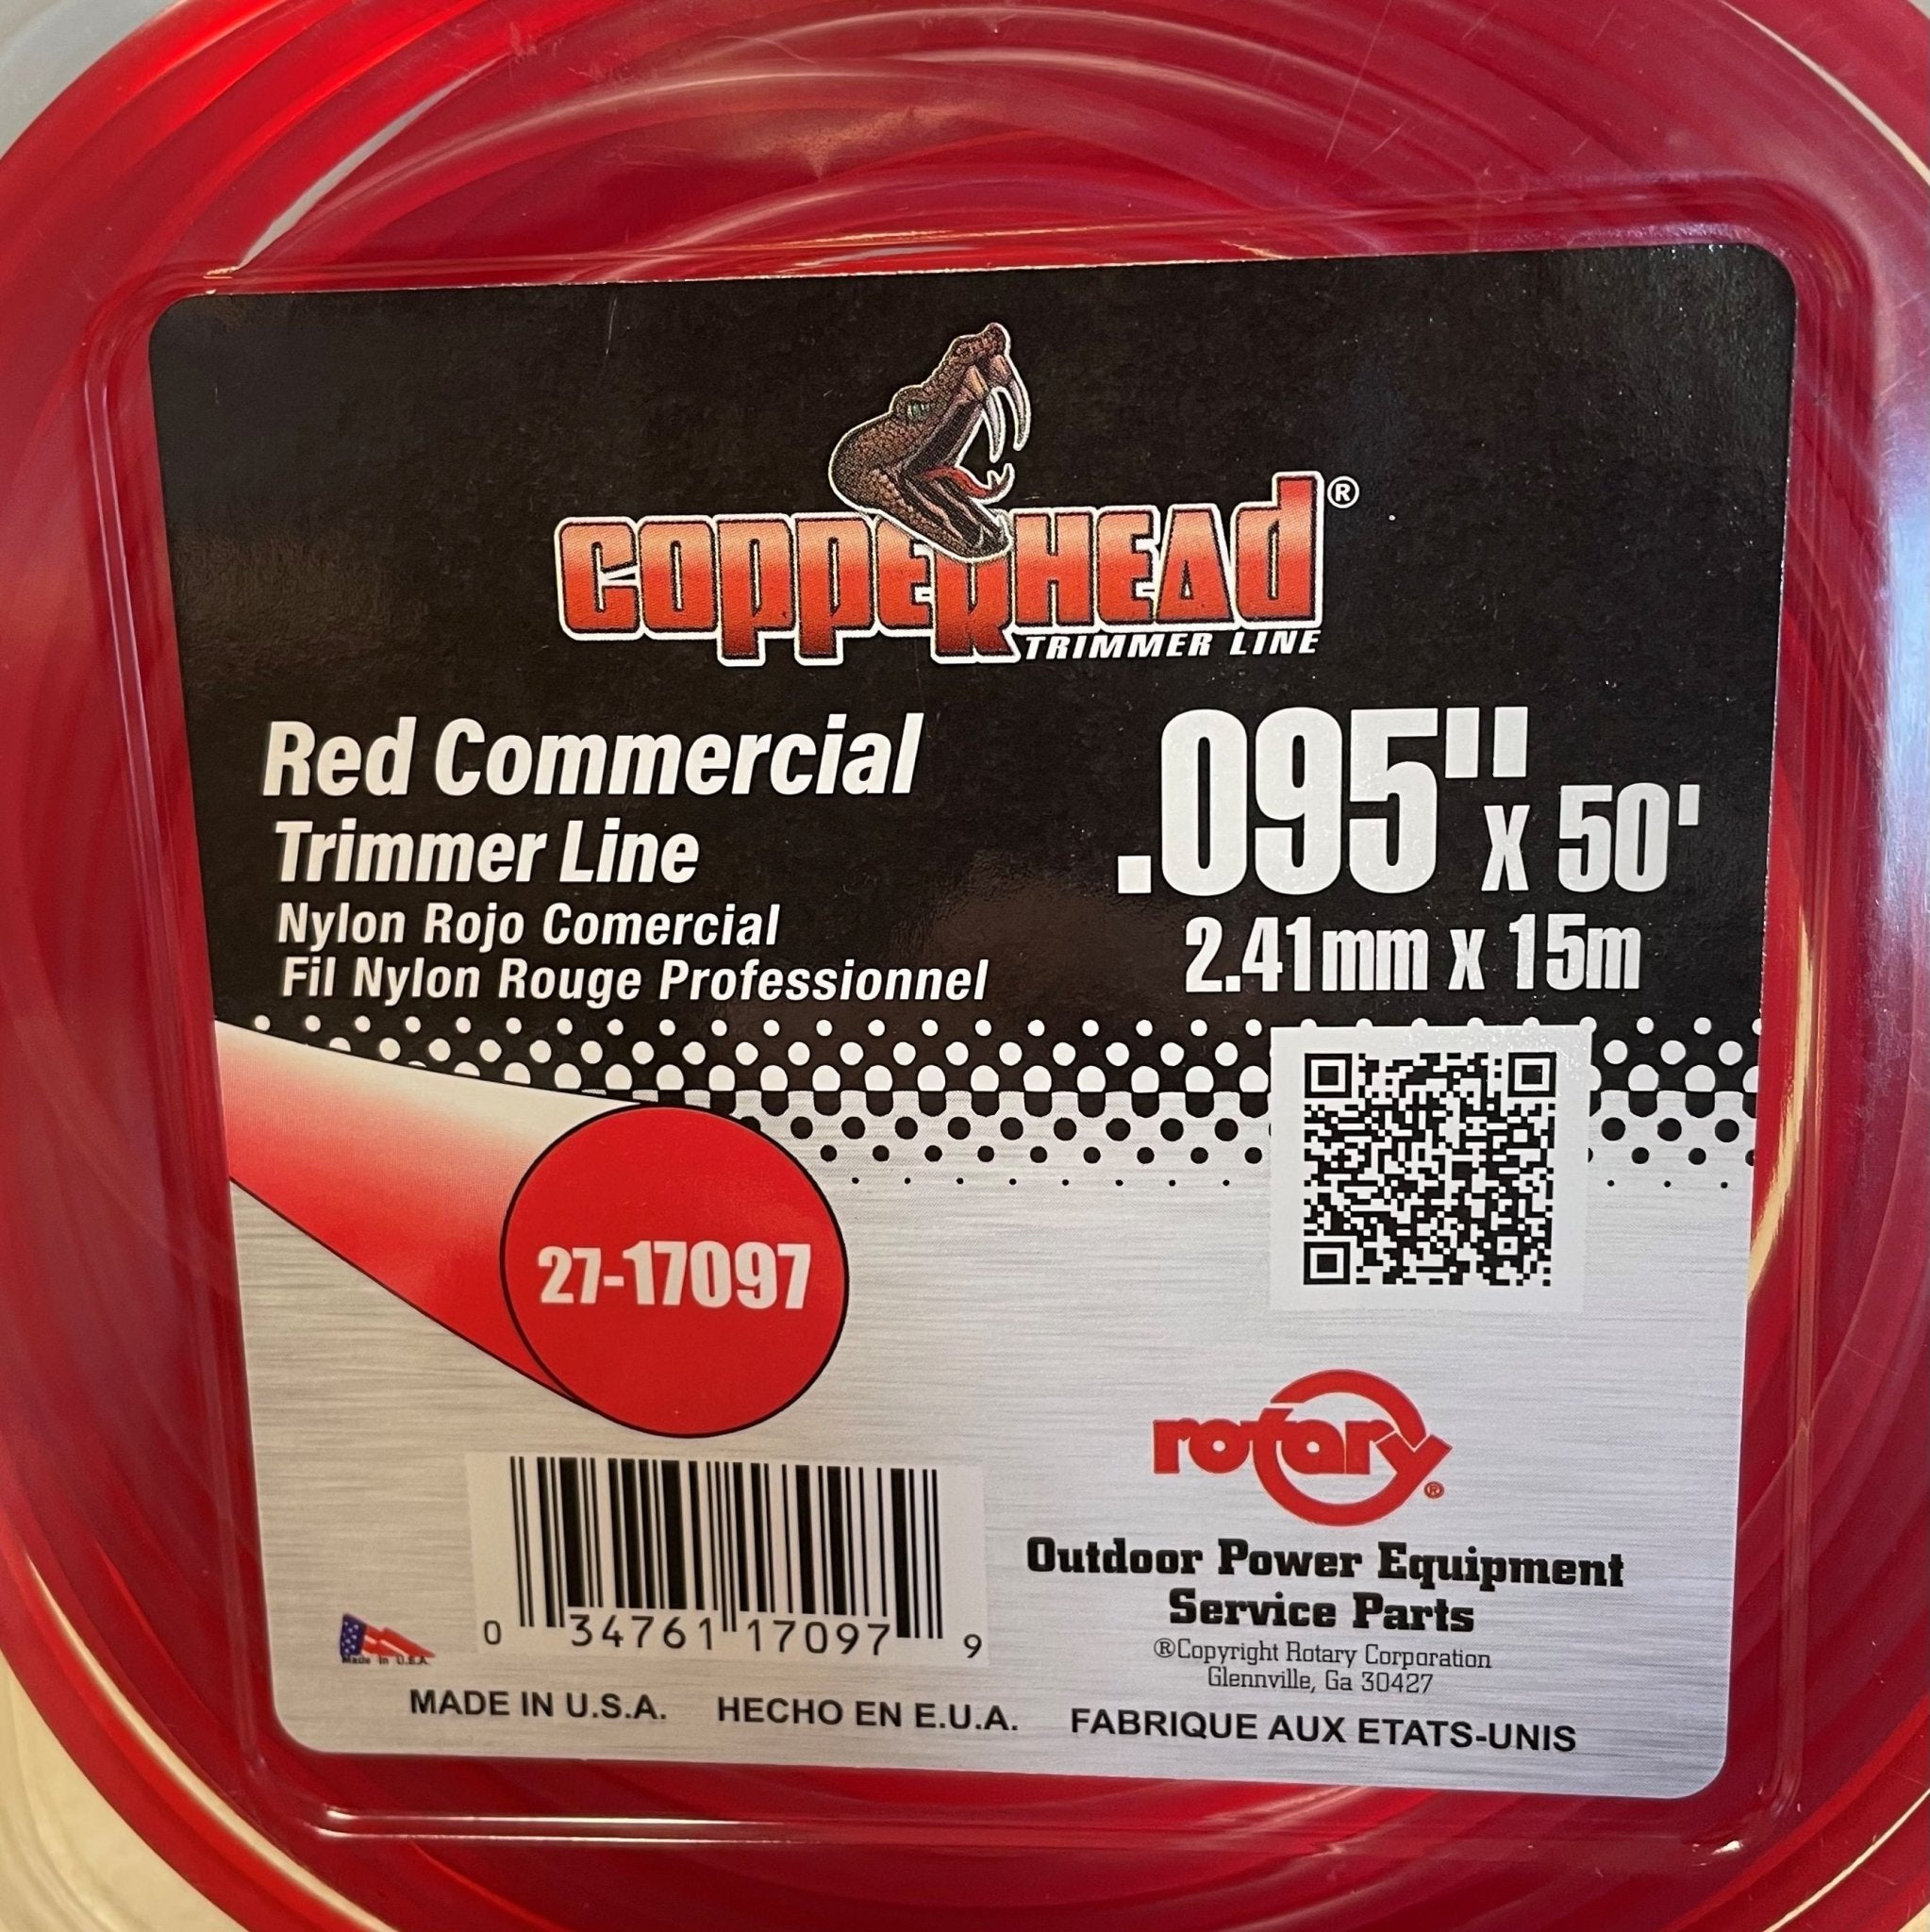 COPPERHEAD®
TRIMMER LINE
Red Commercial
Trimmer Line
Nylon Rojo Comercial
Fil Nylon Rouge Professionnel
.095" x 50'
2.41mm x 15m
27-17097
rotary®
Outdoor Power Equipment
Service Parts
®Copyright Rotary Corporation
Glennville, Ga 30427
0 34761 17097 9
Made in U.S.A.
MADE IN U.S.A. HECHO EN E.U.A. FABRIQUE AUX ETATS-UNIS